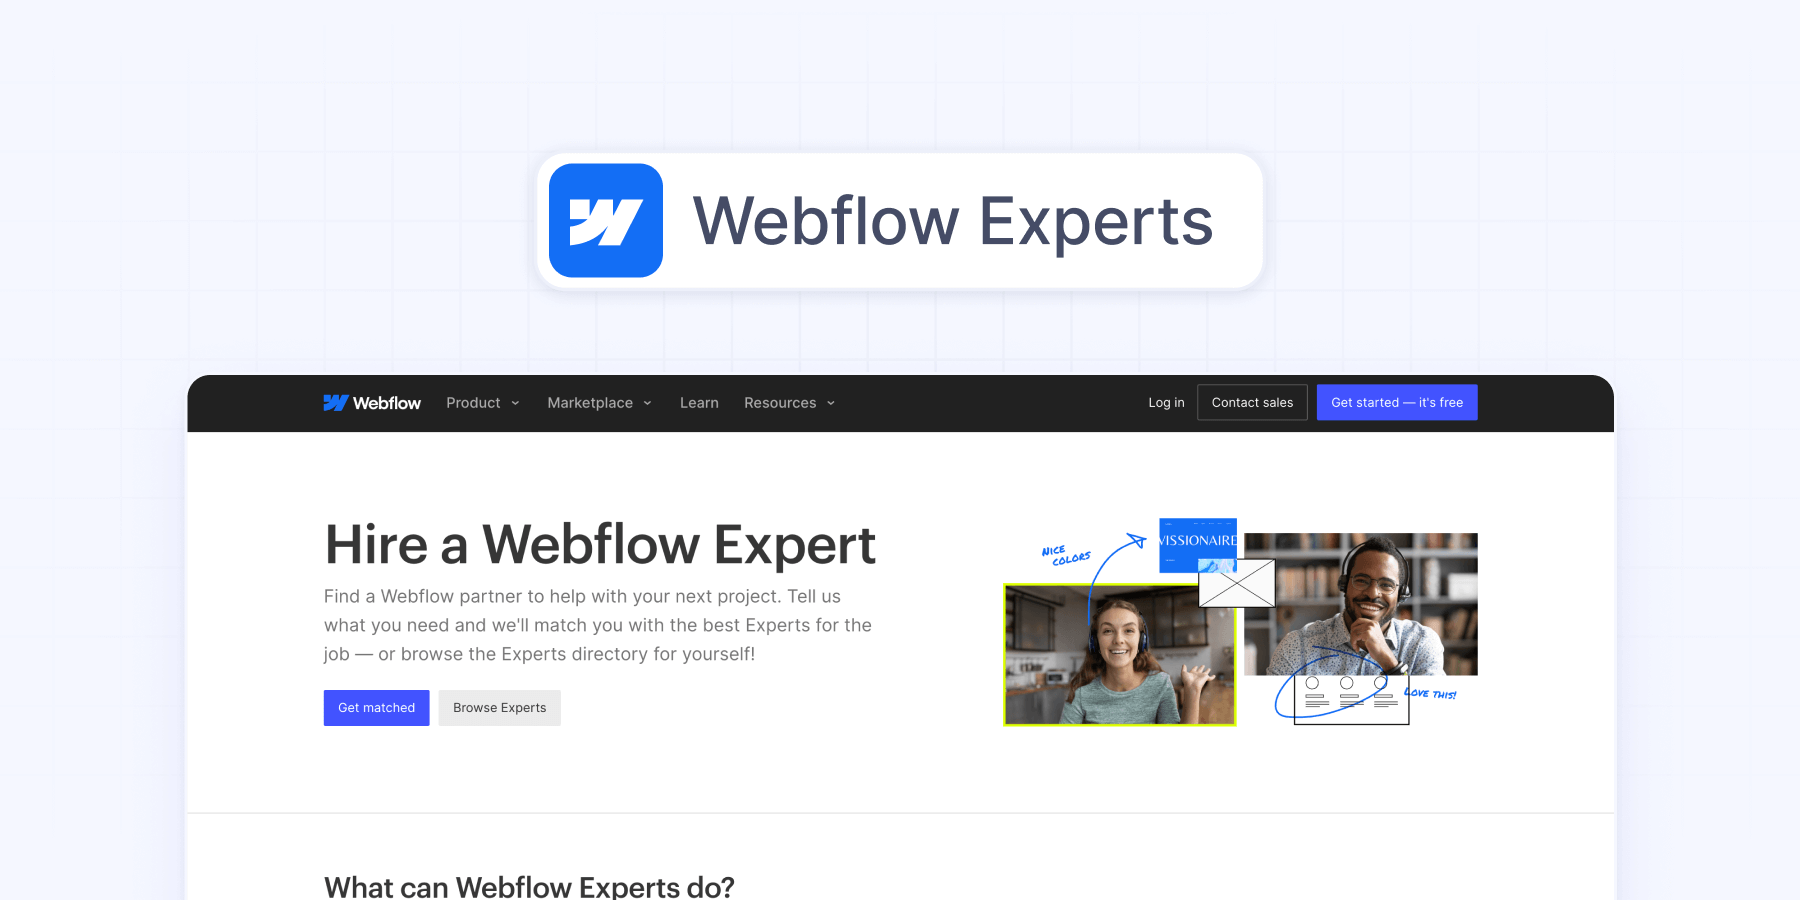 Webflow Experts
Webflow
Product
Marketplace
Learn
Resources
Log in
Contact sales
Get started — it's free
Hire a Webflow Expert
Find a Webflow partner to help with your next project. Tell us
what you need and we'll match you with the best Experts for the
job — or browse the Experts directory for yourself!
Get matched
Browse Experts
NICE
COLORS
VISSIONAIRE
LOVE THIS!
What can Webflow Experts do?